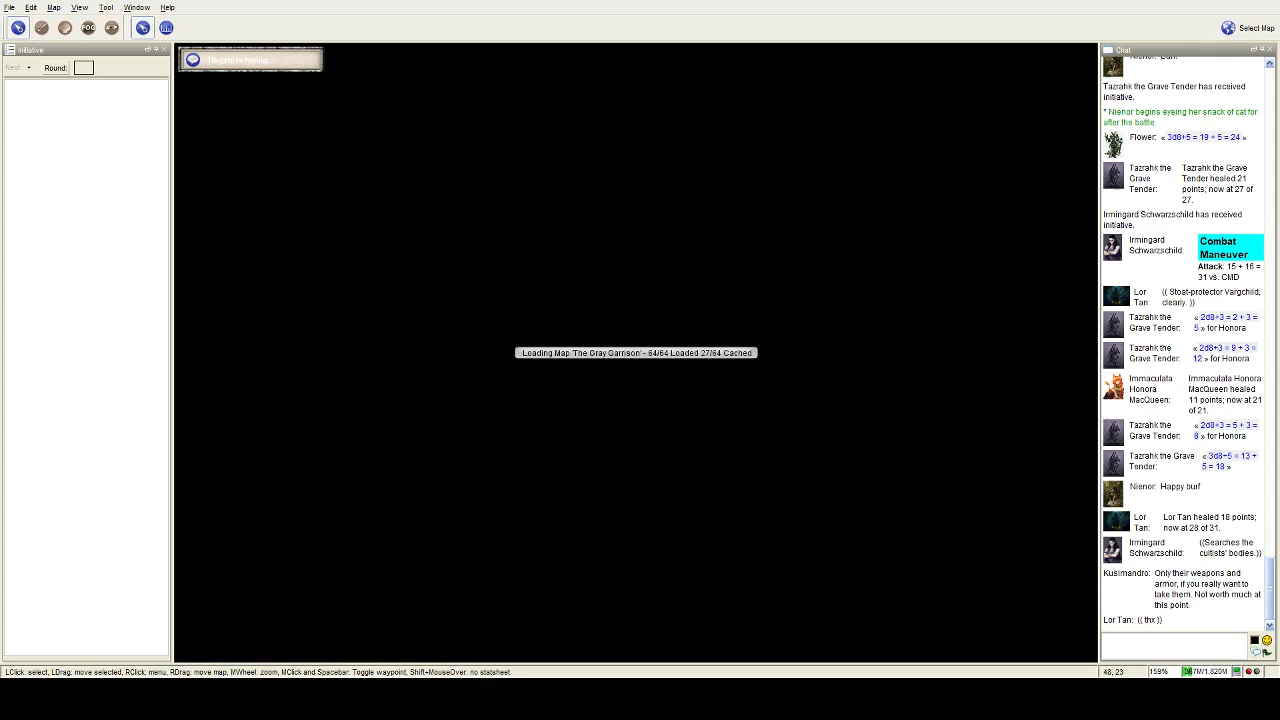 File Edit Map View Tool Window Help
FOG
Select Map
Initiative
Chat
Next
Round:
is typing...
Loading Map 'The Gray Garrison' - 64/64 Loaded 27/64 Cached
Tazrahk the Grave Tender has received
initiative.
* Nienor begins eyeing her snack of cat for
after the battle.
Flower: « 3d8+5 = 19 + 5 = 24 »
Tazrahk the Grave Tender: Tazrahk the Grave
Tender healed 21
points; now at 27 of
27.
Irmingard Schwarzschild has received
initiative.
Irmingard Schwarzschild: Combat
Maneuver
Attack: 15 + 16 =
31 vs. CMD
Lor Tan: (( Stoat-protector Vargchild,
clearly. ))
Tazrahk the Grave Tender: « 2d8+3 = 2 + 3 =
5 » for Honora
Tazrahk the Grave Tender: « 2d8+3 = 9 + 3 =
12 » for Honora
Immaculata Honora MacQueen: Immaculata Honora
MacQueen healed
11 points; now at 21
of 21.
Tazrahk the Grave Tender: « 2d8+3 = 5 + 3 =
8 » for Honora
Tazrahk the Grave Tender: « 3d8+5 = 13 +
5 = 18 »
Nienor: Happy burf
Lor Tan: Lor Tan healed 18 points;
now at 28 of 31.
Irmingard Schwarzschild: ((Searches the
cultists' bodies.))
Kusimandro: Only their weapons and
armor, if you really want to
take them. Not worth much at
this point.
Lor Tan: (( thx ))
LClick: select, LDrag: move selected, RClick: menu, RDrag: move map, MWheel: zoom, MClick and Spacebar: Toggle waypoint, Shift+MouseOver: no statsheet
48, 23
159%